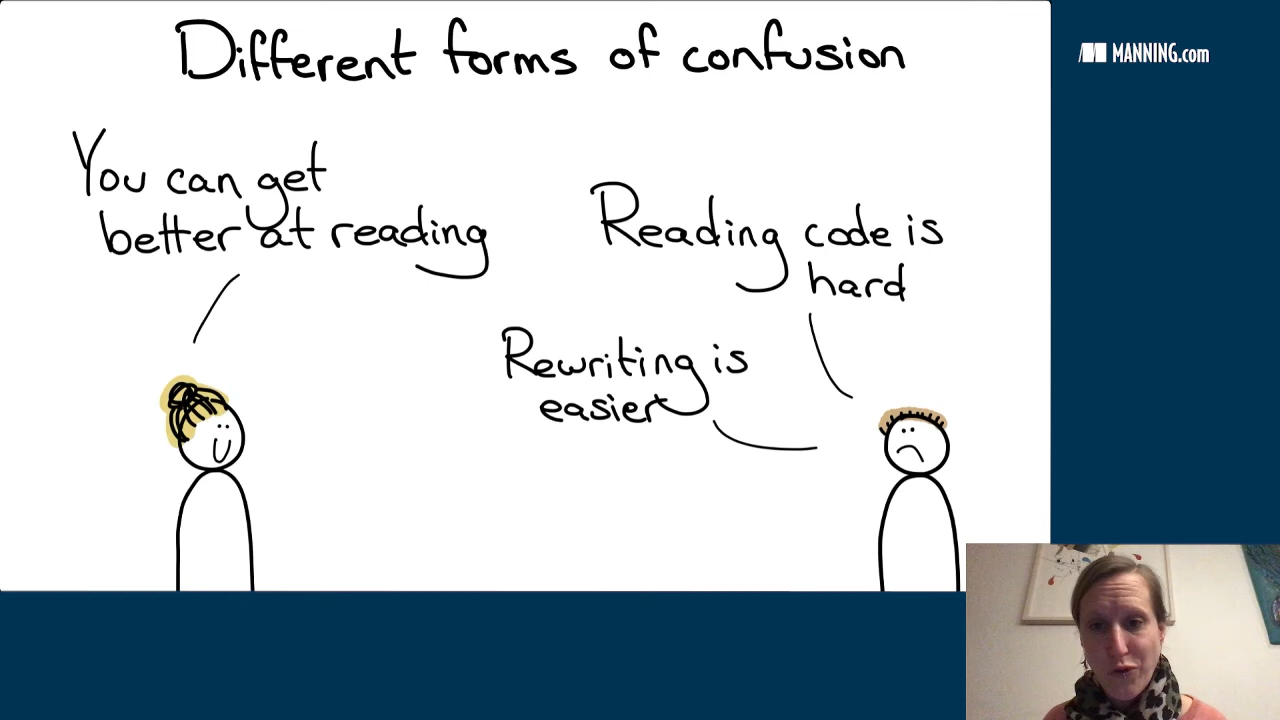 Different forms of confusion
MANNING.com
You can get
better at reading
Reading code is
hard
Rewriting is
easier